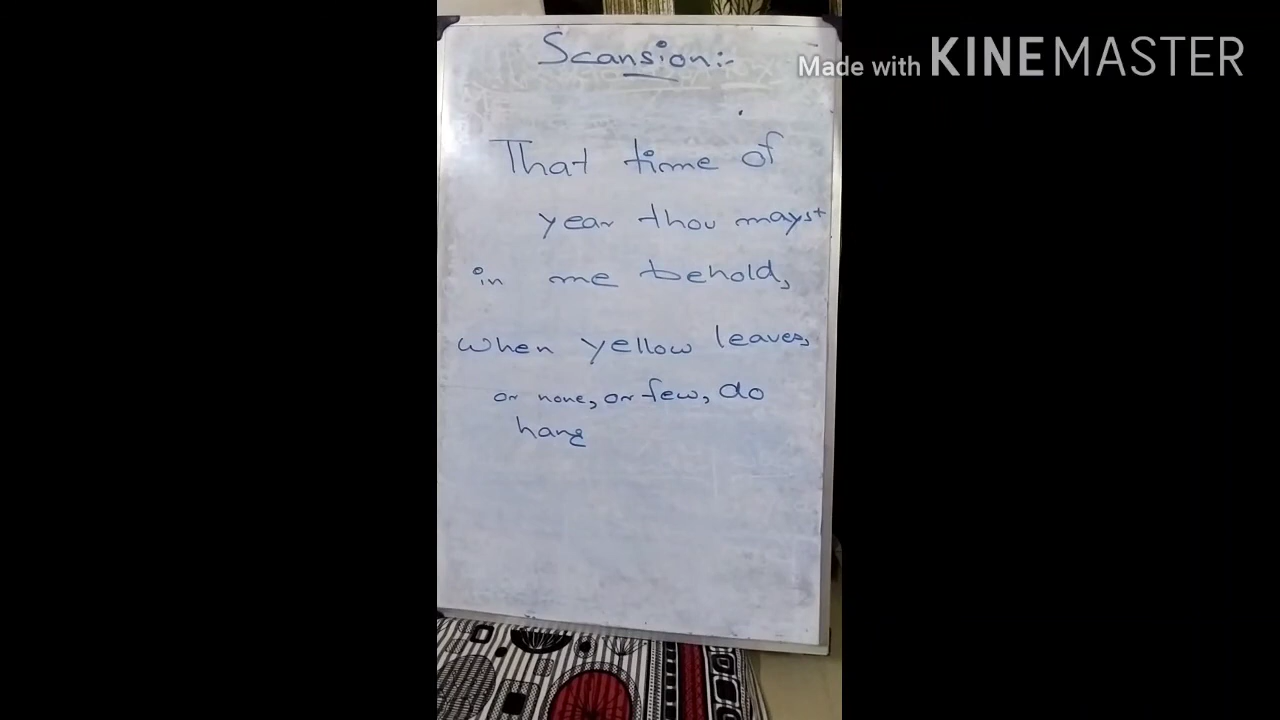 Scansion:-
Made with KINEMASTER
That time of
year thou mayst
in me behold,
when yellow leaves,
or none, or few, do
hang